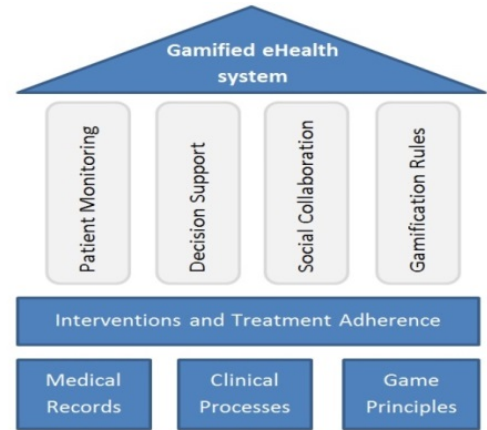 Gamified eHealth
system
Patient Monitoring
Decision Support
Social Collaboration
Gamification Rules
Interventions and Treatment Adherence
Medical
Records
Clinical
Processes
Game
Principles